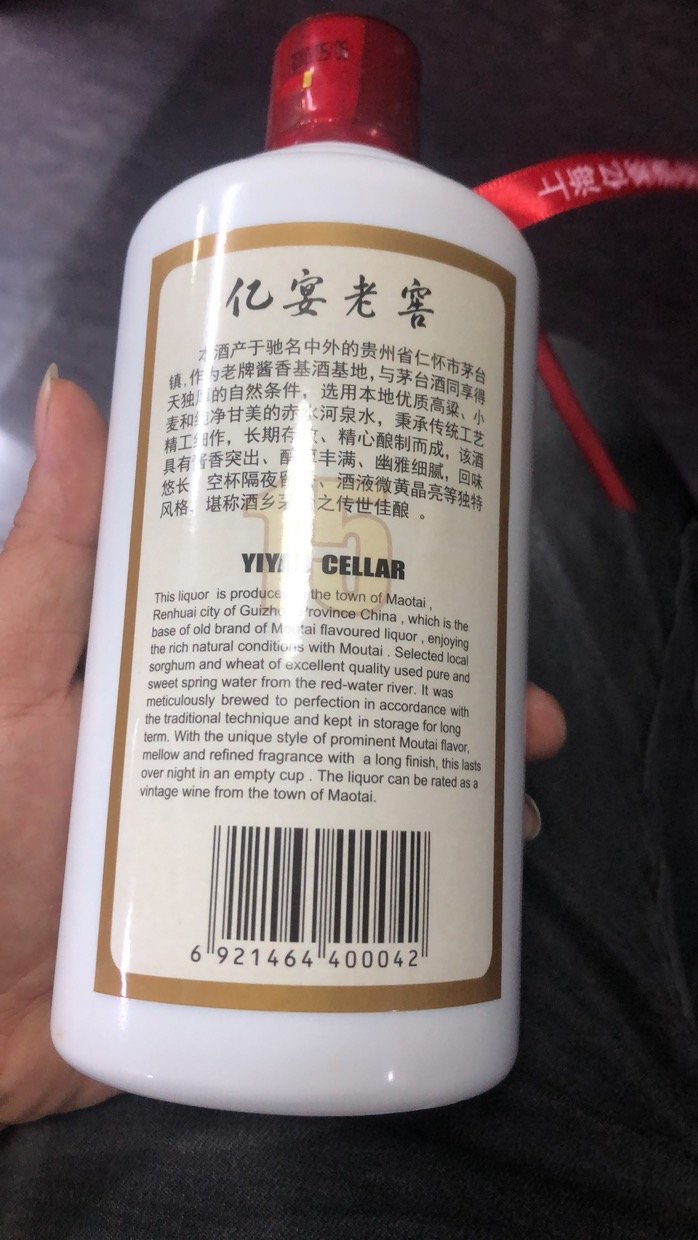 上海亿宴
亿宴老窖
本酒产于驰名中外的贵州省仁怀市茅台
镇,作为老牌酱香基酒基地,与茅台酒同享得
天独厚的自然条件，选用本地优质高粱、小
麦和纯净甘美的赤水河泉水，秉承传统工艺
精工细作，长期存放、精心酿制而成，该酒
具有酱香突出、醇厚丰满、幽雅细腻，回味
悠长、空杯隔夜留、酒液微黄晶亮等独特
风格，堪称酒乡茅台之传世佳酿。
15
YIYAN CELLAR
This liquor is produced the town of Maotai ,
Renhuai city of Guizhou Province China , which is the
base of old brand of Moutai flavoured liquor , enjoying
the rich natural conditions with Moutai . Selected local
sorghum and wheat of excellent quality used pure and
sweet spring water from the red-water river. It was
meticulously brewed to perfection in accordance with
the traditional technique and kept in storage for long
term. With the unique style of prominent Moutai flavor,
mellow and refined fragrance with a long finish, this lasts
over night in an empty cup . The liquor can be rated as a
vintage wine from the town of Maotai.
6 921464 400042